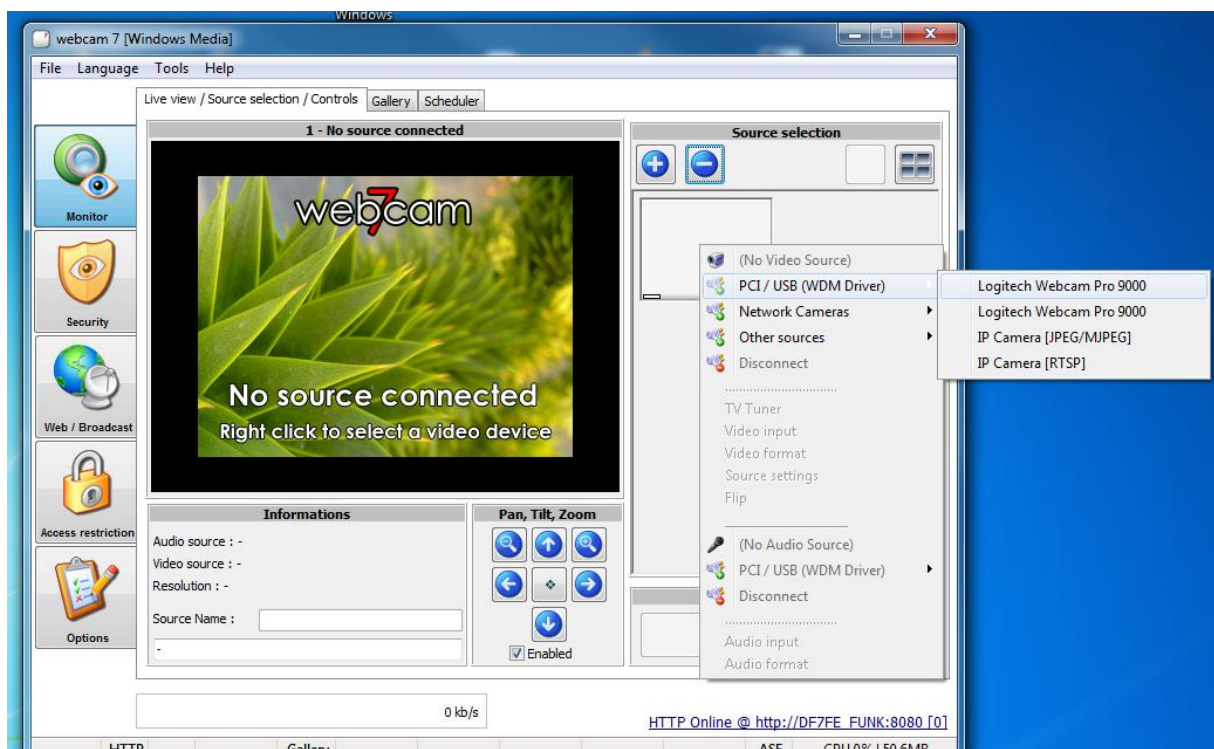 Windows
webcam 7 [Windows Media]
File Language Tools Help
Live view / Source selection / Controls Gallery Scheduler
Monitor
Security
Web / Broadcast
Access restriction
Options
1 - No source connected
webcam
7
No source connected
Right click to select a video device
Informations
Audio source : -
Video source : -
Resolution : -
Source Name :
-
Pan, Tilt, Zoom
Enabled
Source selection
(No Video Source)
PCI / USB (WDM Driver)
Network Cameras
Other sources
Disconnect
TV Tuner
Video input
Video format
Source settings
Flip
(No Audio Source)
PCI / USB (WDM Driver)
Disconnect
Audio input
Audio format
Logitech Webcam Pro 9000
Logitech Webcam Pro 9000
IP Camera [JPEG/MJPEG]
IP Camera [RTSP]
0 kb/s
HTTP Online @ http://DF7FE_FUNK:8080 [0]
HTTP Gallery ASF CPU 0% | 50,6MB